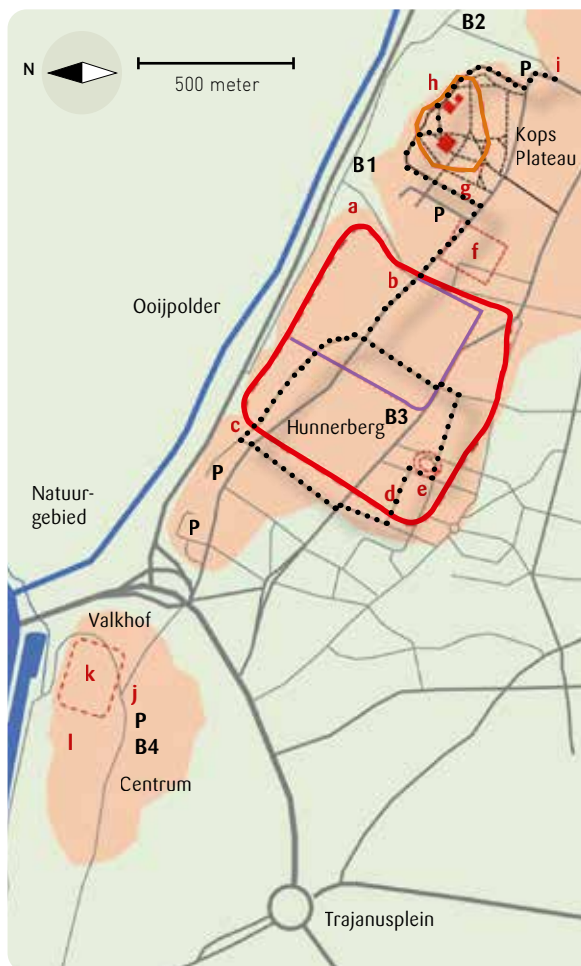 B2
N
500 meter
P
i
h
Kops
Plateau
B1
g
a
P
f
b
Ooijpolder
c
Hunnerberg
B3
P
d
e
Natuur-
gebied
P
Valkhof
k
j
P
l
B4
Centrum
Trajanusplein